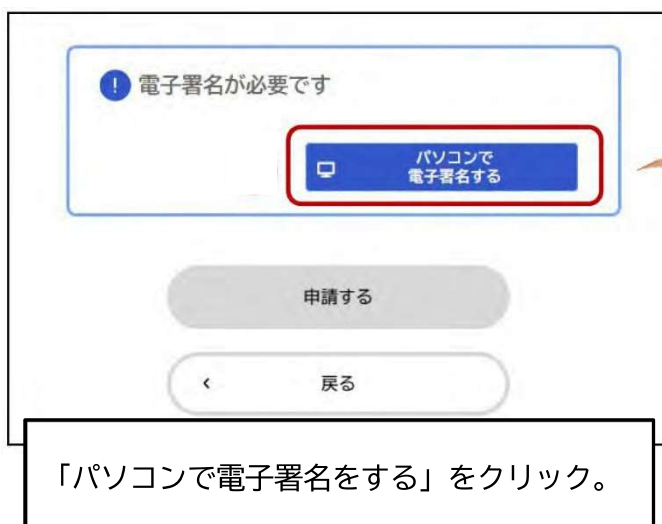 ! 電子署名が必要です
パソコンで
電子署名する
申請する
< 戻る
「パソコンで電子署名をする」をクリック。